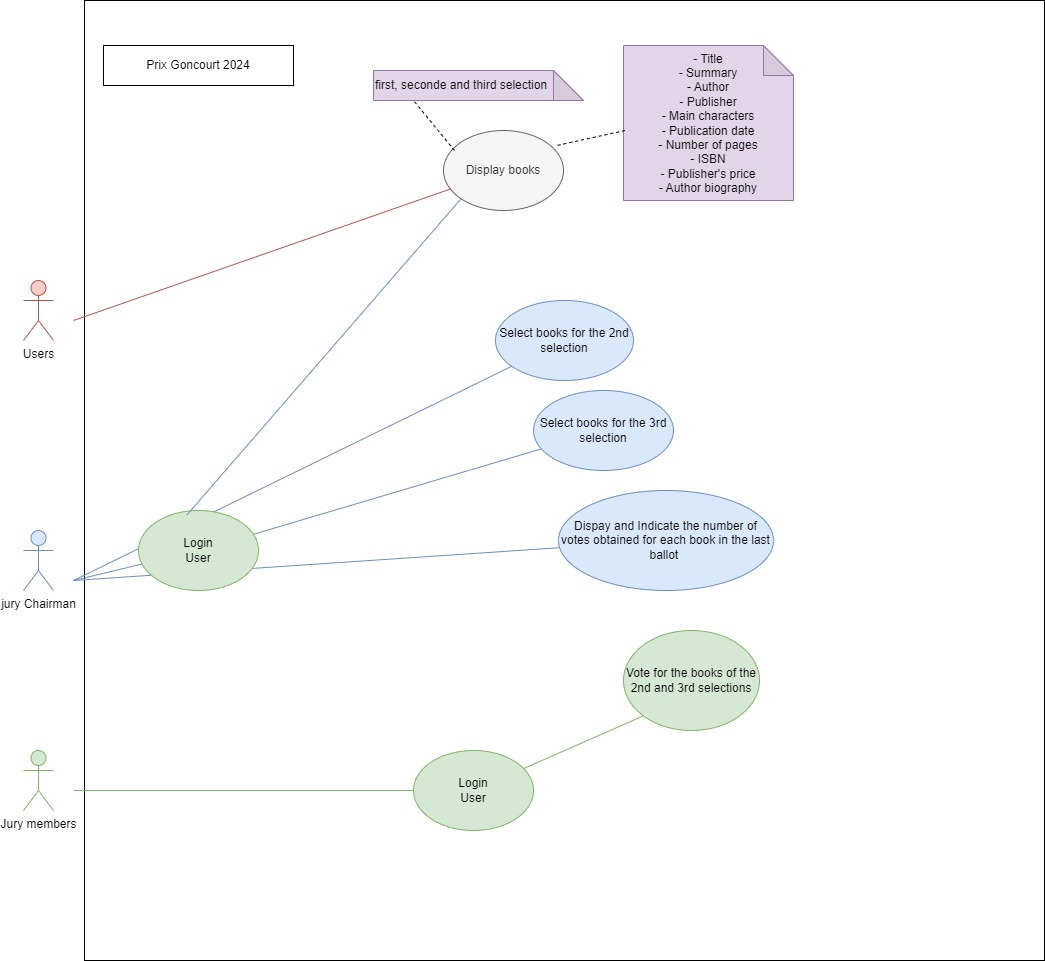 Prix Goncourt 2024
first, seconde and third selection
- Title
- Summary
- Author
- Publisher
- Main characters
- Publication date
- Number of pages
- ISBN
- Publisher's price
- Author biography
Display books
Users
Select books for the 2nd
selection
Select books for the 3rd
selection
Login
User
Dispay and Indicate the number of
votes obtained for each book in the last
ballot
jury Chairman
Vote for the books of the
2nd and 3rd selections
Login
User
Jury members